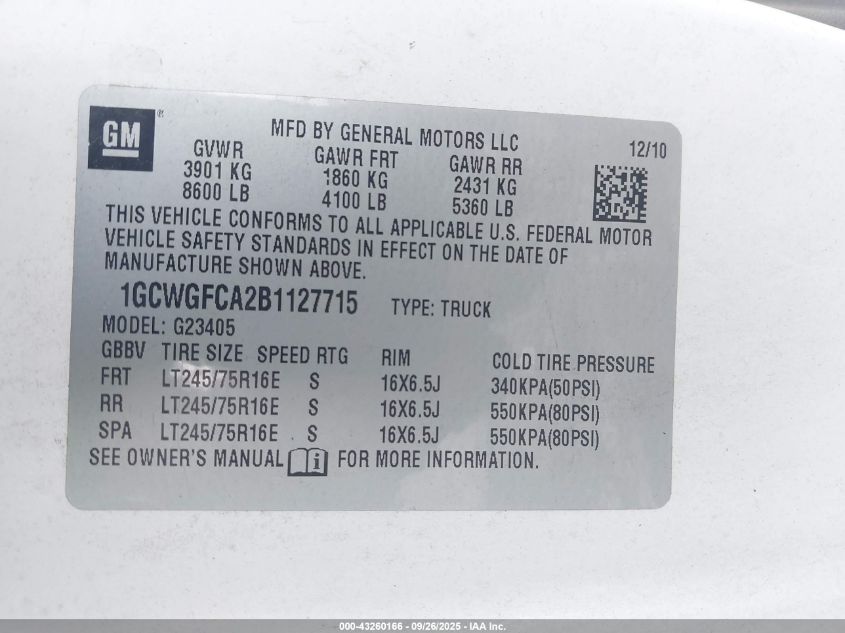 GM ®
MFD BY GENERAL MOTORS LLC 12/10
GVWR GAWR FRT GAWR RR
3901 KG 1860 KG 2431 KG
8600 LB 4100 LB 5360 LB
THIS VEHICLE CONFORMS TO ALL APPLICABLE U.S. FEDERAL MOTOR
VEHICLE SAFETY STANDARDS IN EFFECT ON THE DATE OF
MANUFACTURE SHOWN ABOVE.
1GCWGFCA2B1127715 TYPE: TRUCK
MODEL: G23405
GBBV TIRE SIZE SPEED RTG RIM COLD TIRE PRESSURE
FRT LT245/75R16E S 16X6.5J 340KPA(50PSI)
RR LT245/75R16E S 16X6.5J 550KPA(80PSI)
SPA LT245/75R16E S 16X6.5J 550KPA(80PSI)
SEE OWNER'S MANUAL i FOR MORE INFORMATION.
000-43260166 - 09/26/2025 - IAA Inc.